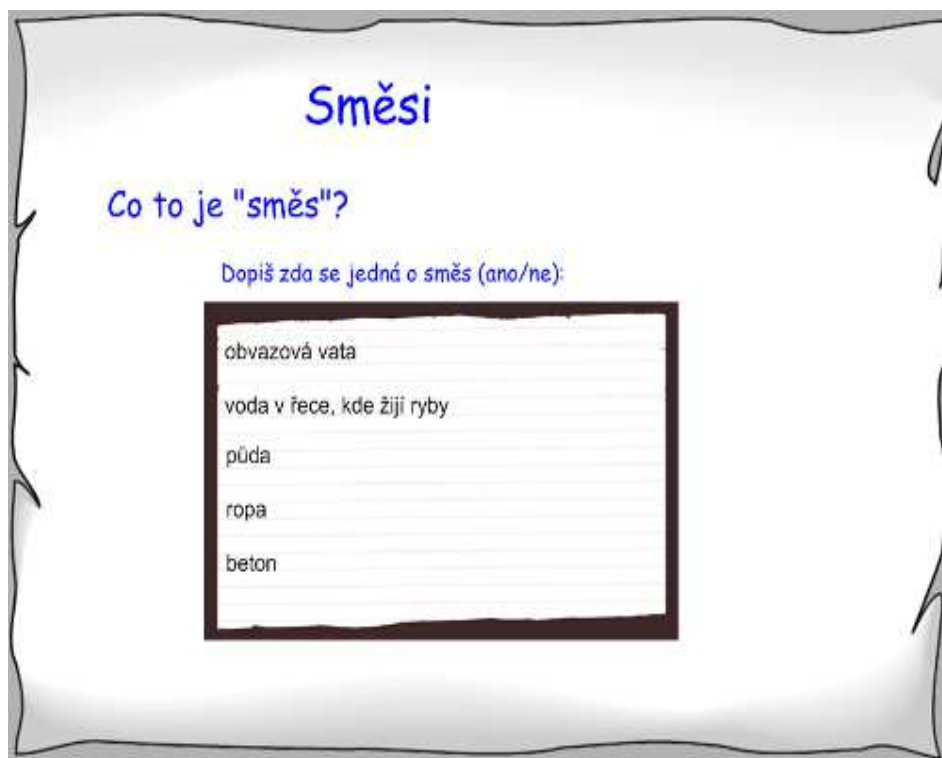 Směsi
Co to je "směs"?
Dopiš zda se jedná o směs (ano/ne):
obvazová vata
voda v řece, kde žijí ryby
půda
ropa
beton